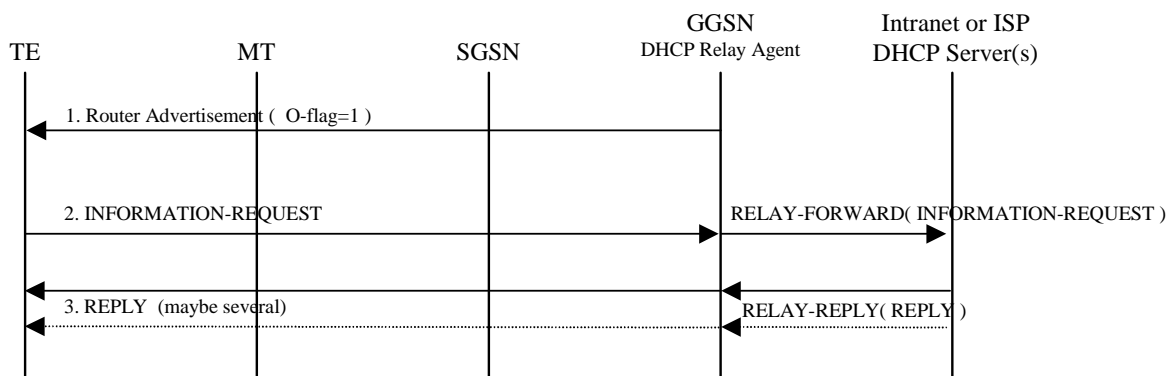 GGSN
Intranet or ISP
TE
MT
SGSN
DHCP Relay Agent
DHCP Server(s)
1. Router Advertisement ( O-flag=1 )
2. INFORMATION-REQUEST
RELAY-FORWARD( INFORMATION-REQUEST )
3. REPLY (maybe several)
RELAY-REPLY( REPLY )